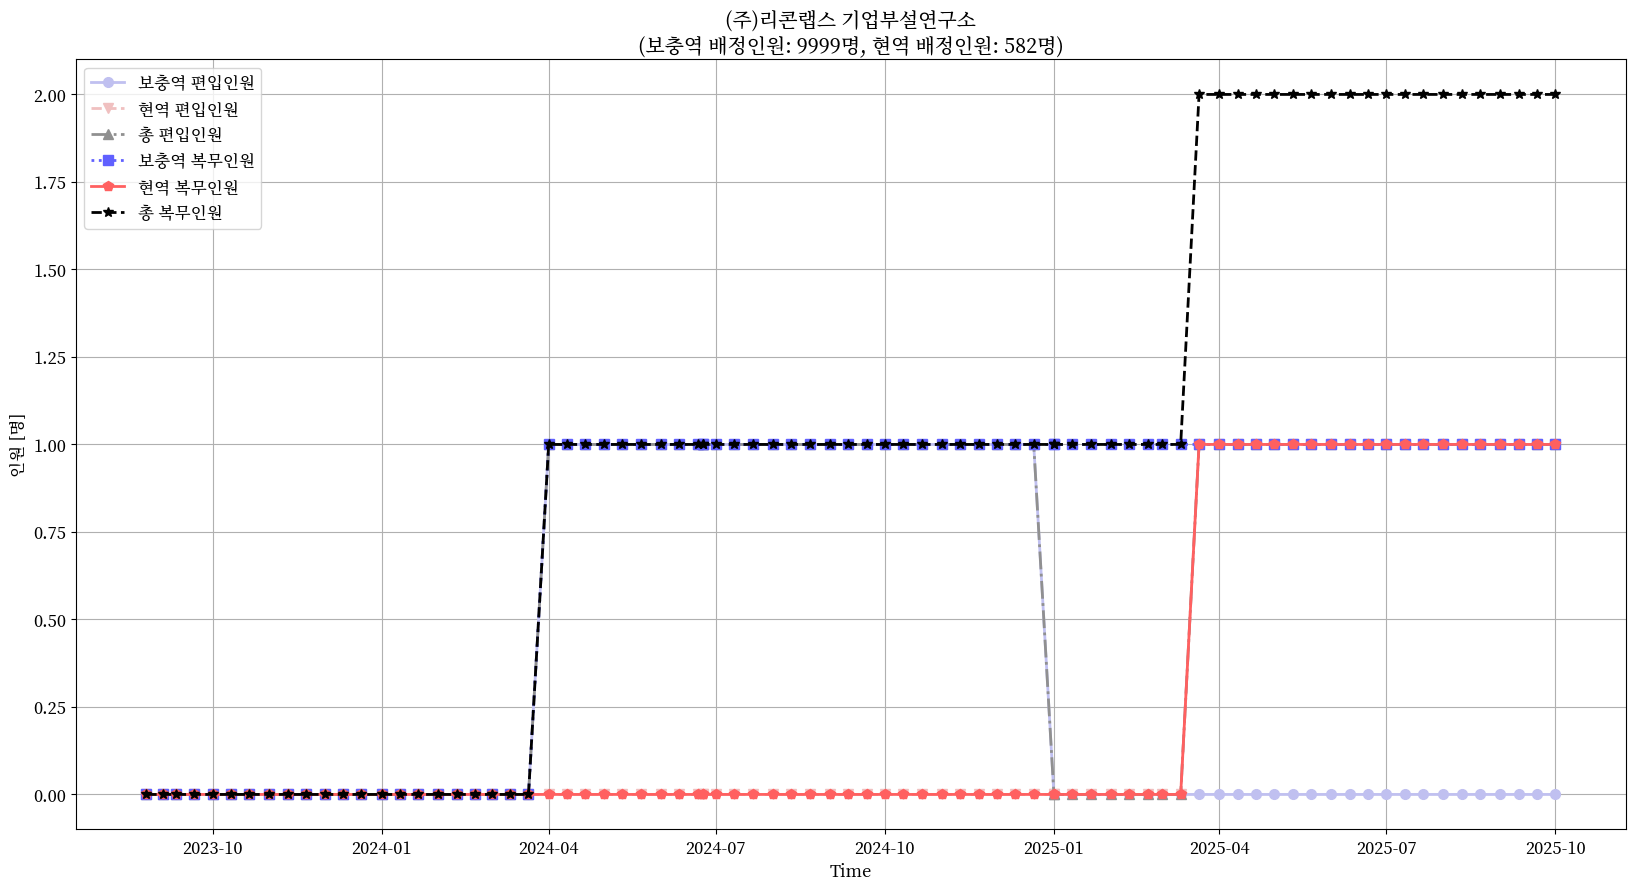 (주)리콘랩스 기업부설연구소
(보충역 배정인원: 9999명, 현역 배정인원: 582명)
보충역 편입인원
현역 편입인원
총 편입인원
보충역 복무인원
현역 복무인원
총 복무인원
인원 [명]
2.00
1.75
1.50
1.25
1.00
0.75
0.50
0.25
0.00
2023-10
2024-01
2024-04
2024-07
2024-10
2025-01
2025-04
2025-07
2025-10
Time